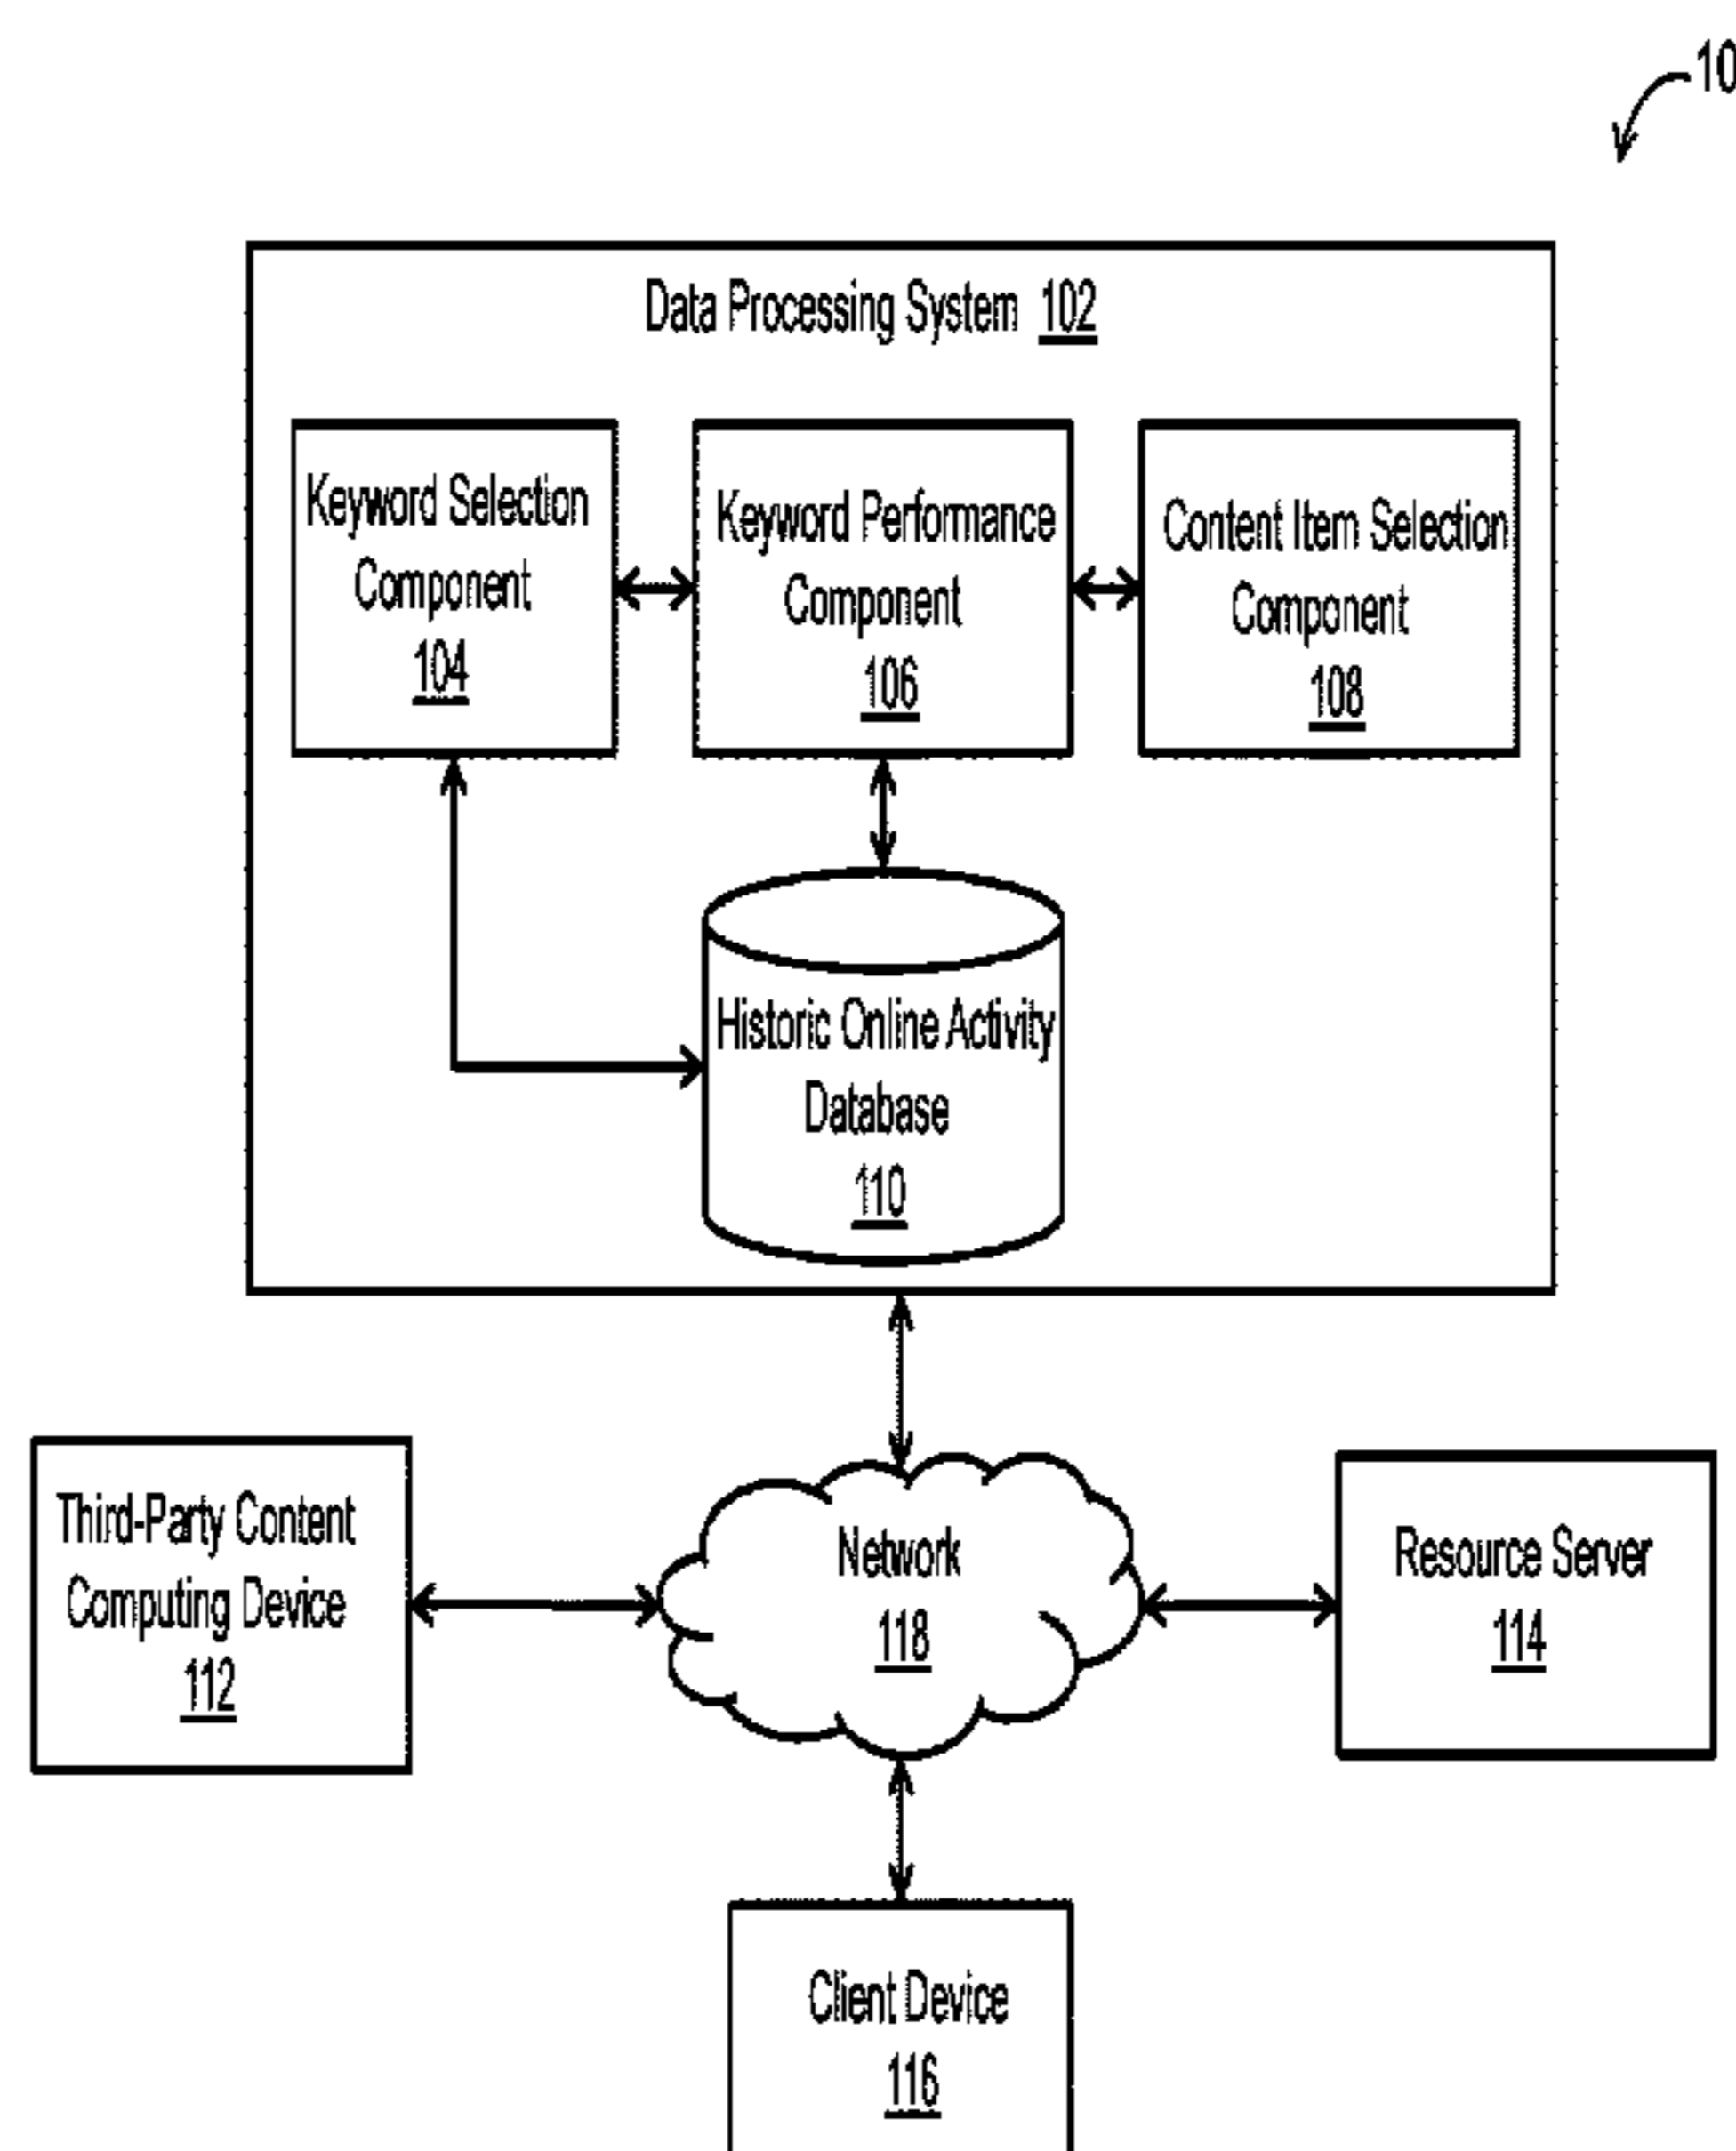 10
Data Processing System 102
Keyword Selection
Component
104
Keyword Performance
Component
106
Content Item Selection
Component
108
Historic Online Activity
Database
110
Third-Party Content
Computing Device
112
Network
118
Resource Server
114
Client Device
116